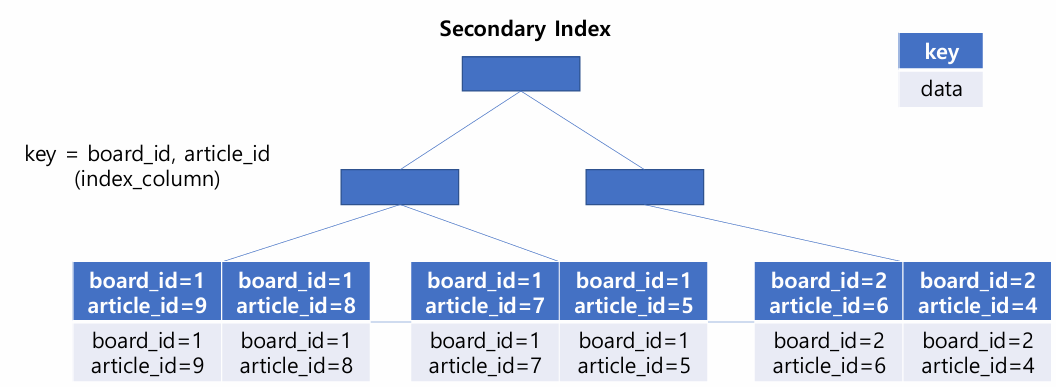 Secondary Index
key
data
key = board_id, article_id
(index_column)
board_id=1
article_id=9
board_id=1
article_id=8
board_id=1
article_id=7
board_id=1
article_id=5
board_id=2
article_id=6
board_id=2
article_id=4
board_id=1
article_id=9
board_id=1
article_id=8
board_id=1
article_id=7
board_id=1
article_id=5
board_id=2
article_id=6
board_id=2
article_id=4